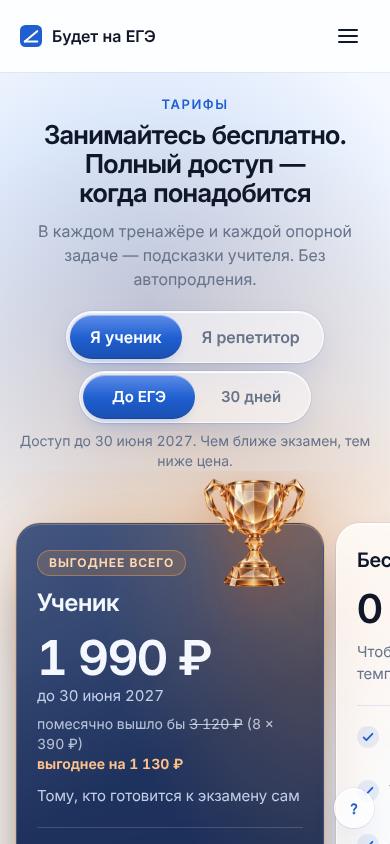 Будет на ЕГЭ
ТАРИФЫ
Занимайтесь бесплатно.
Полный доступ —
когда понадобится
В каждом тренажёре и каждой опорной
задаче — подсказки учителя. Без
автопродления.
Я ученик
Я репетитор
До ЕГЭ
30 дней
Доступ до 30 июня 2027. Чем ближе экзамен, тем
ниже цена.
ВЫГОДНЕЕ ВСЕГО
Ученик
1 990 ₽
до 30 июня 2027
помесячно вышло бы 3 120 ₽ (8 ×
390 ₽)
выгоднее на 1 130 ₽
Тому, кто готовится к экзамену сам
0
?